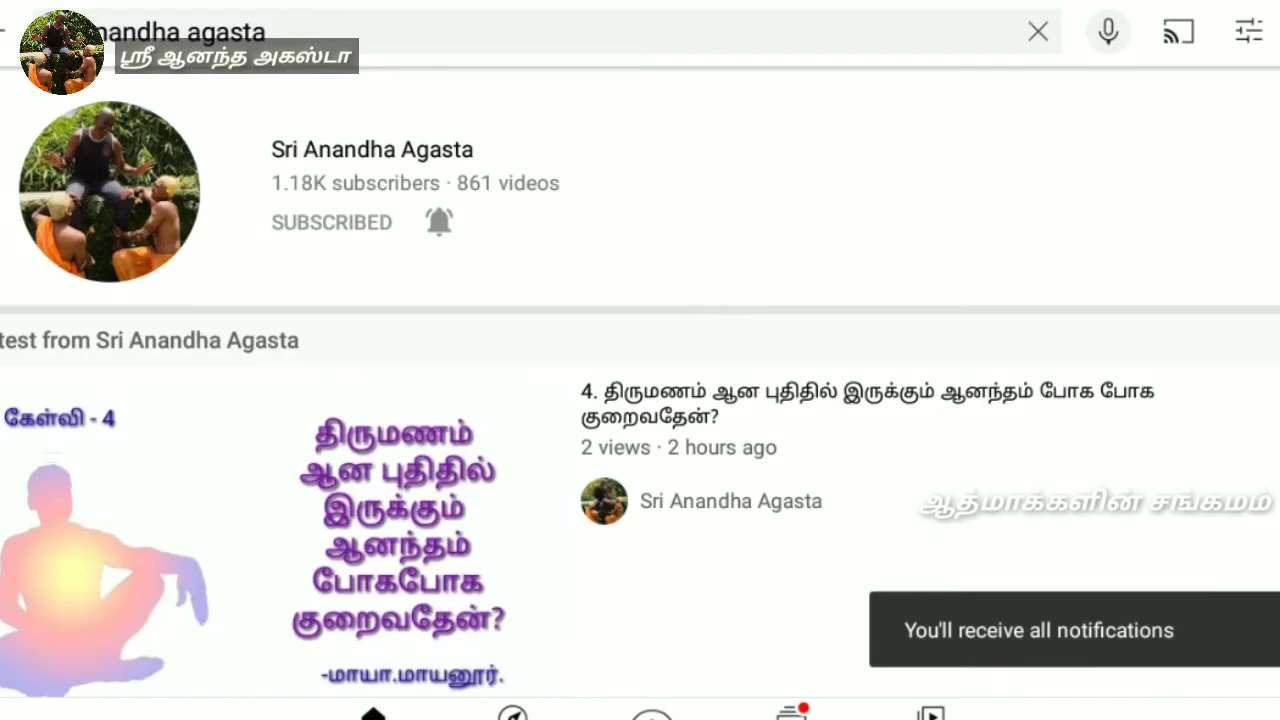 nandha agasta
ஸ்ரீ ஆனந்த அகஸ்டா
Sri Anandha Agasta
1.18K subscribers · 861 videos
SUBSCRIBED
test from Sri Anandha Agasta
கேள்வி - 4
திருமணம்
ஆன புதிதில்
இருக்கும்
ஆனந்தம்
போகபோக
குறைவதேன்?
-மாயா.மாயனூர்.
4. திருமணம் ஆன புதிதில் இருக்கும் ஆனந்தம் போக போக
குறைவதேன்?
2 views · 2 hours ago
Sri Anandha Agasta
ஆத்மாக்களின் சங்கமம்
You'll receive all notifications